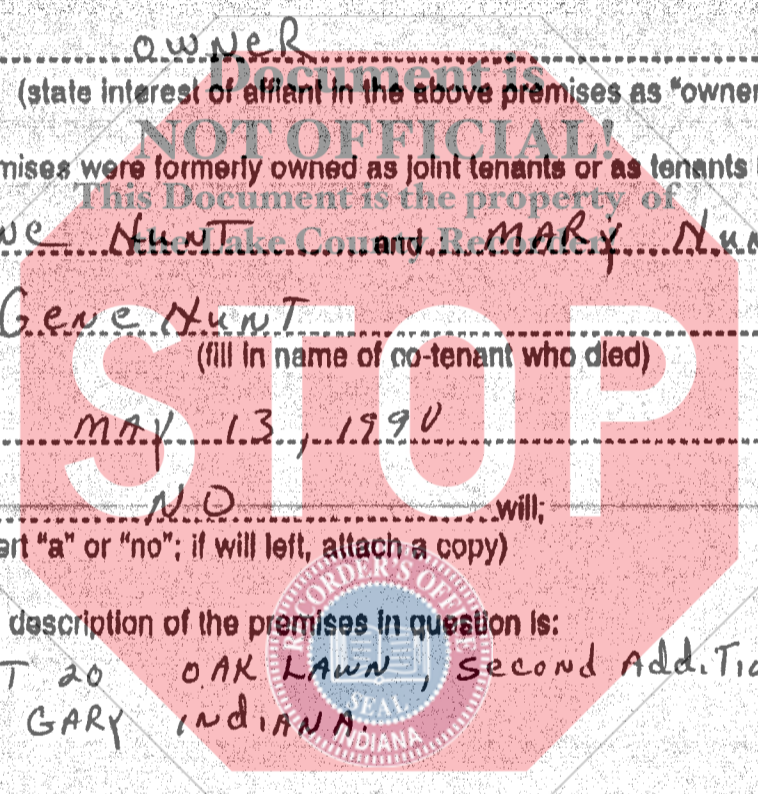 OWNER
Document is
(state interest of affiant in the above premises as "owner
NOT OFFICIAL!
mises were formerly owned as joint tenants or as tenants
This Document is the property of
Hunt and MARY
the Lake County Recorder!
Gene Hunt
(fill in name of co-tenant who died)
STOP
MAY 13, 1990
NO will;
ert "a" or "no"; if will left, attach a copy)
RECORDER'S OFFICE
description of the premises in question is:
T 20 OAK LAWN, SECOND AddiTio
SEAL
GARY INdIANA.
INDIANA